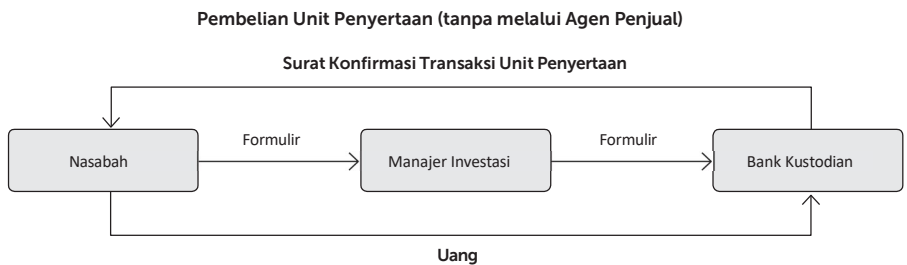 Pembelian Unit Penyertaan (tanpa melalui Agen Penjual)
Surat Konfirmasi Transaksi Unit Penyertaan
Formulir
Formulir
Nasabah
Manajer Investasi
Bank Kustodian
Uang